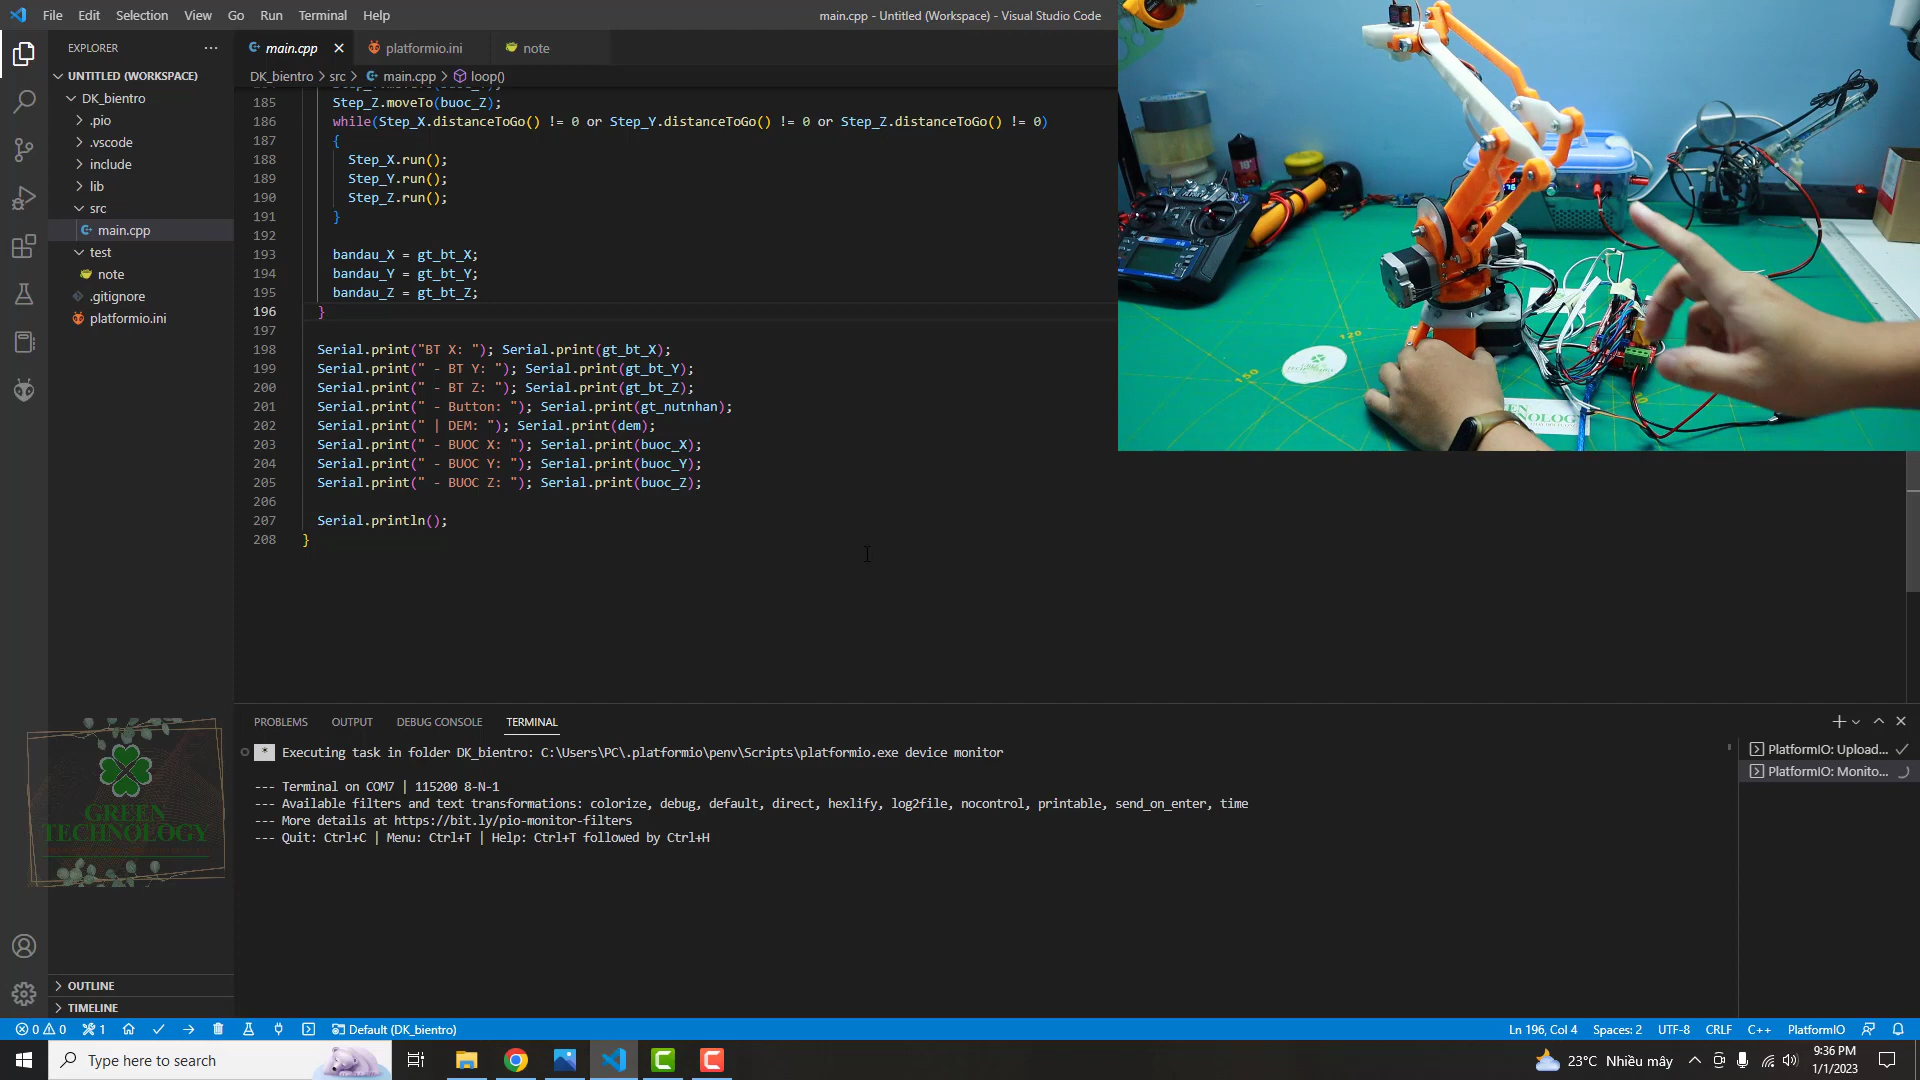 File Edit Selection View Go Run Terminal Help
main.cpp - Untitled (Workspace) - Visual Studio Code
EXPLORER
main.cpp
platformio.ini
note
UNTITLED (WORKSPACE)
DK_bientro
.pio
.vscode
include
lib
src
main.cpp
test
note
.gitignore
platformio.ini
DK_bientro > src > main.cpp > loop()
185 Step_Z.moveTo(buoc_Z);
186 while(Step_X.distanceToGo() != 0 or Step_Y.distanceToGo() != 0 or Step_Z.distanceToGo() != 0)
187 {
188 Step_X.run();
189 Step_Y.run();
190 Step_Z.run();
191 }
192
193 bandau_X = gt_bt_X;
194 bandau_Y = gt_bt_Y;
195 bandau_Z = gt_bt_Z;
196 }
197
198 Serial.print("BT X: "); Serial.print(gt_bt_X);
199 Serial.print(" - BT Y: "); Serial.print(gt_bt_Y);
200 Serial.print(" - BT Z: "); Serial.print(gt_bt_Z);
201 Serial.print(" - Button: "); Serial.print(gt_nutnhan);
202 Serial.print(" | DEM: "); Serial.print(dem);
203 Serial.print(" - BUOC X: "); Serial.print(buoc_X);
204 Serial.print(" - BUOC Y: "); Serial.print(buoc_Y);
205 Serial.print(" - BUOC Z: "); Serial.print(buoc_Z);
206
207 Serial.println();
208 }
120
150
PROBLEMS OUTPUT DEBUG CONSOLE TERMINAL
* Executing task in folder DK_bientro: C:\Users\PC\.platformio\penv\Scripts\platformio.exe device monitor
--- Terminal on COM7 | 115200 8-N-1
--- Available filters and text transformations: colorize, debug, default, direct, hexlify, log2file, nocontrol, printable, send_on_enter, time
--- More details at https://bit.ly/pio-monitor-filters
--- Quit: Ctrl+C | Menu: Ctrl+T | Help: Ctrl+T followed by Ctrl+H
PlatformIO: Upload...
PlatformIO: Monito...
GREEN
TECHNOLOGY
OUTLINE
TIMELINE
0 0 1 Default (DK_bientro)
Ln 196, Col 4 Spaces: 2 UTF-8 CRLF C++ PlatformIO
Type here to search
23°C Nhiều mây
9:36 PM
1/1/2023